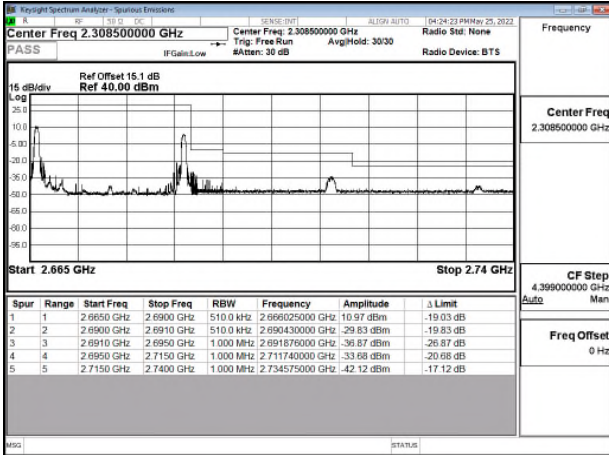 Keysight Spectrum Analyzer - Spurious Emissions
R RF 50 Ω DC SENSE:INT ALIGN AUTO 04:24:23 PM May 25, 2022
Center Freq 2.308500000 GHz
Center Freq: 2.308500000 GHz
Radio Std: None
Trig: Free Run Avg|Hold: 30/30
PASS
IFGain:Low
#Atten: 30 dB
Radio Device: BTS
Frequency
Ref Offset 15.1 dB
15 dB/div Ref 40.00 dBm
Log
25.0
10.0
-5.00
-20.0
-35.0
-50.0
-65.0
-80.0
-95.0
Start 2.665 GHz Stop 2.74 GHz
Center Freq
2.308500000 GHz
CF Step
4.399000000 GHz
Auto Man
Freq Offset
0 Hz
Spur Range Start Freq Stop Freq RBW Frequency Amplitude Δ Limit
1 1 2.6650 GHz 2.6900 GHz 510.0 kHz 2.666025000 GHz 10.97 dBm -19.03 dB
2 2 2.6900 GHz 2.6910 GHz 510.0 kHz 2.690430000 GHz -29.83 dBm -19.83 dB
3 3 2.6910 GHz 2.6950 GHz 1.000 MHz 2.691876000 GHz -36.87 dBm -26.87 dB
4 4 2.6950 GHz 2.7150 GHz 1.000 MHz 2.711740000 GHz -33.68 dBm -20.68 dB
5 5 2.7150 GHz 2.7400 GHz 1.000 MHz 2.734575000 GHz -42.12 dBm -17.12 dB
MSG STATUS